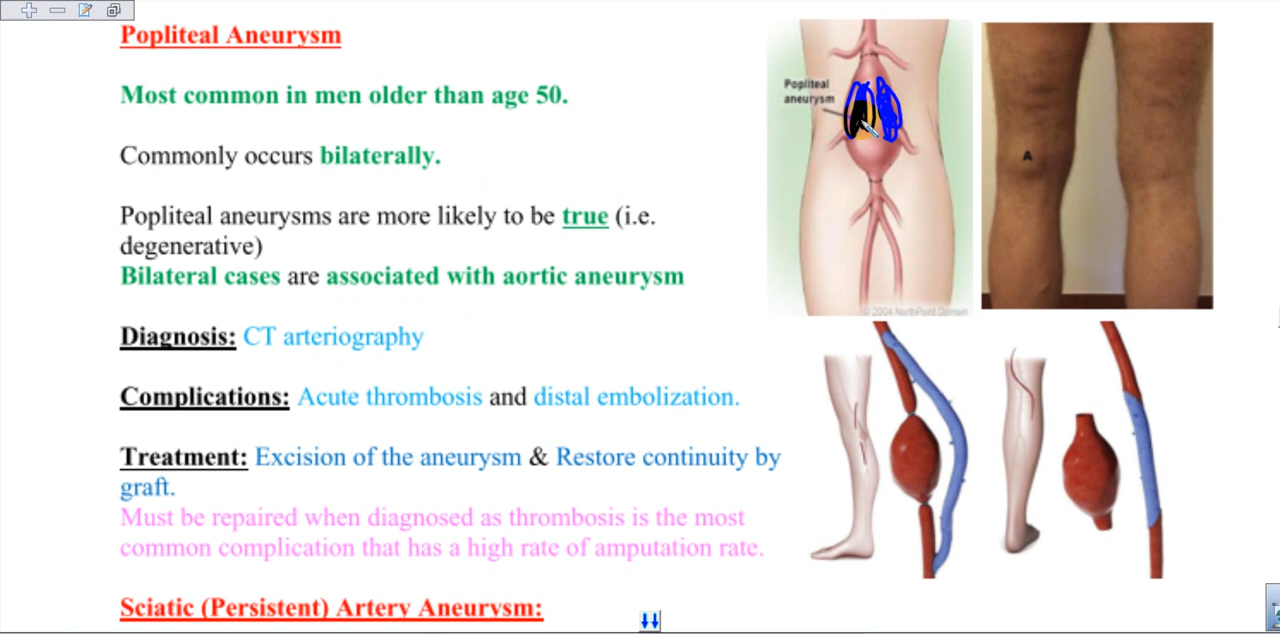 Popliteal Aneurysm
Most common in men older than age 50.
Commonly occurs bilaterally.
Popliteal aneurysms are more likely to be true (i.e.
degenerative)
Bilateral cases are associated with aortic aneurysm
Diagnosis: CT arteriography
Complications: Acute thrombosis and distal embolization.
Treatment: Excision of the aneurysm & Restore continuity by
graft.
Must be repaired when diagnosed as thrombosis is the most
common complication that has a high rate of amputation rate.
Sciatic (Persistent) Artery Aneurysm:
Popliteal
aneurysm
© 2004 NorthPoint Domain
A